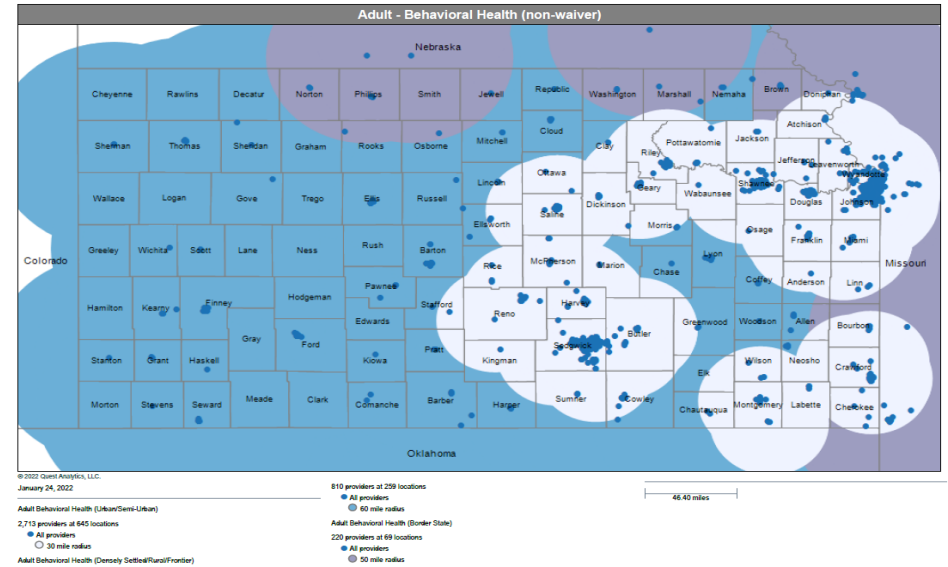 Adult - Behavioral Health (non-waiver)
Nebraska
Cheyenne Rawlins Decatur Norton Phillips Smith Jewell Republic Washington Marshall Nemaha Brown Doniphan
Atchison
Cloud
Sherman Thomas Sheridan Graham Rooks Osborne Mitchell Clay Riley Pottawatomie Jackson
Jefferson Leavenworth
Ottawa
Wyandotte
Lincoln Geary Wabaunsee Shawnee
Wallace Logan Gove Trego Ellis Russell Dickinson Douglas Johnson
Saline
Ellsworth Morris Osage
Franklin Miami
Greeley Wichita Scott Lane Ness Rush Barton
Colorado
Rice McPherson Marion Chase Lyon
Missouri
Coffey Anderson Linn
Pawnee
Hamilton Kearny Finney Hodgeman Stafford Reno Harvey
Edwards Greenwood Woodson Allen Bourbon
Gray Ford Sedgwick Butler
Stanton Grant Haskell Kiowa Pratt Kingman Elk Wilson Neosho Crawford
Morton Stevens Seward Meade Clark Comanche Barber Harper Sumner Cowley Chautauqua Montgomery Labette Cherokee
Oklahoma
© 2022 Quest Analytics, LLC.
January 24, 2022
Adult Behavioral Health (Urban/Semi-Urban)
2,713 providers at 645 locations
All providers
30 mile radius
Adult Behavioral Health (Densely Settled/Rural/Frontier)
810 providers at 259 locations
All providers
60 mile radius
Adult Behavioral Health (Border State)
220 providers at 69 locations
All providers
50 mile radius
46.40 miles